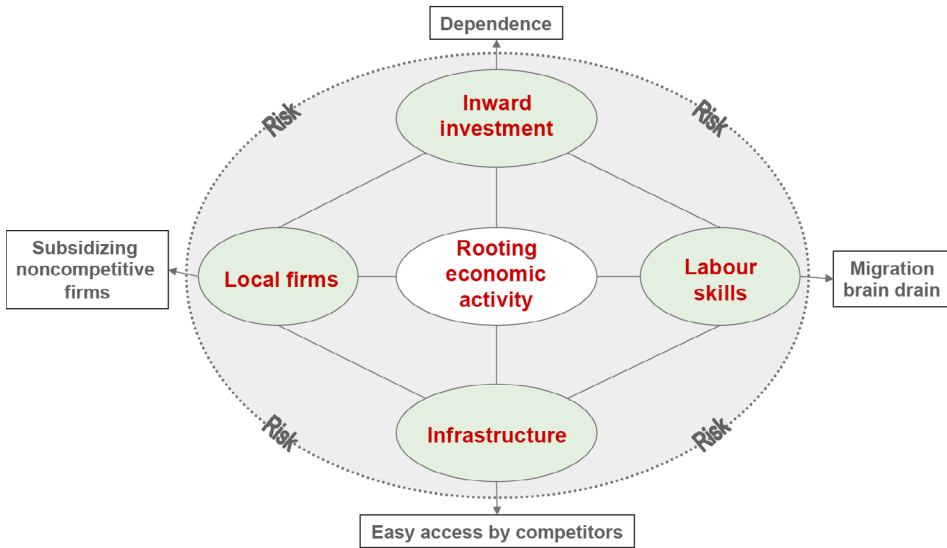 Dependence
Risk
Inward
investment
Risk
Subsidizing
noncompetitive
firms
Local firms
Rooting
economic
activity
Labour
skills
Migration
brain drain
Risk
Infrastructure
Risk
Easy access by competitors